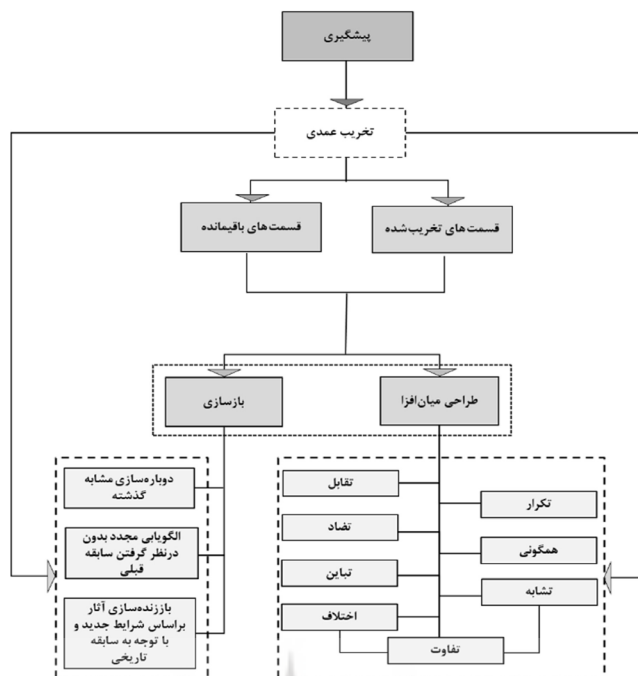 پیشگیری
تخریب عمدی
قسمت‌های تخریب‌شده
قسمت‌های باقیمانده
طراحی میان‌افزا
بازسازی
تکرار
همگونی
تشابه
تقابل
تضاد
تباین
اختلاف
تفاوت
دوباره‌سازی مشابه
گذشته
الگویابی مجدد بدون
درنظر گرفتن سابقه
قبلی
باززنده‌سازی آثار
براساس شرایط جدید و
با توجه به سابقه
تاریخی